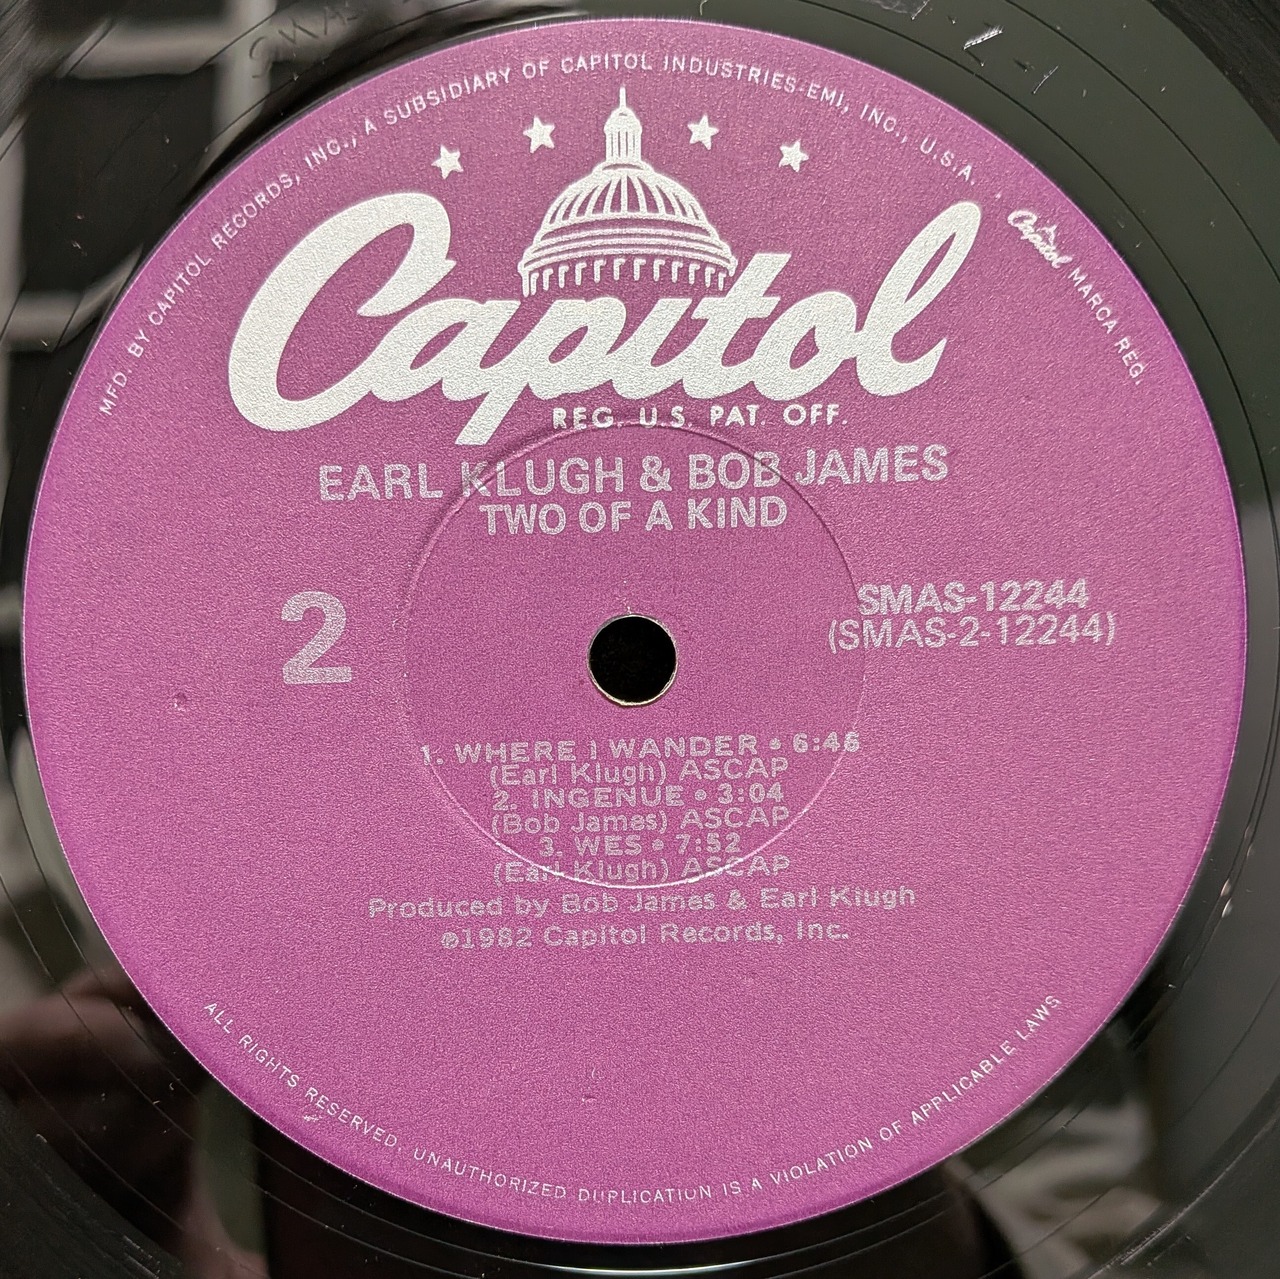 MFD. BY CAPITOL RECORDS, INC., A SUBSIDIARY OF CAPITOL INDUSTRIES-EMI, INC., U.S.A. . Capitol MARCA REG.
Capitol
REG. U.S. PAT. OFF.
EARL KLUGH & BOB JAMES
TWO OF A KIND
2
SMAS-12244
(SMAS-2-12244)
1. WHERE I WANDER • 6:46
(Earl Klugh) ASCAP
2. INGENUE • 3:04
(Bob James) ASCAP
3. WES • 7:52
(Earl Klugh) ASCAP
Produced by Bob James & Earl Klugh
℗1982 Capitol Records, Inc.
ALL RIGHTS RESERVED. UNAUTHORIZED DUPLICATION IS A VIOLATION OF APPLICABLE LAWS